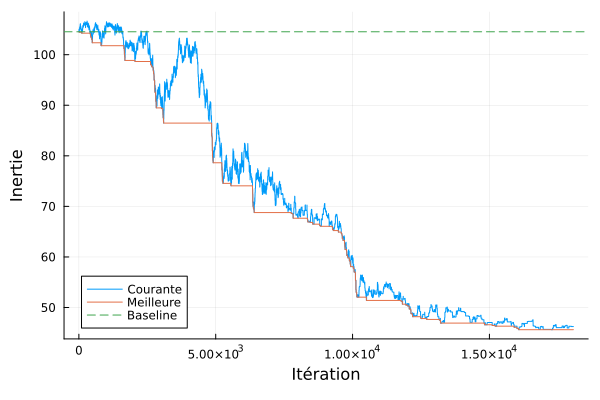 Inertie
100
90
80
70
60
50
Courante
Meilleure
Baseline
0
5.00×10³
1.00×10⁴
1.50×10⁴
Itération